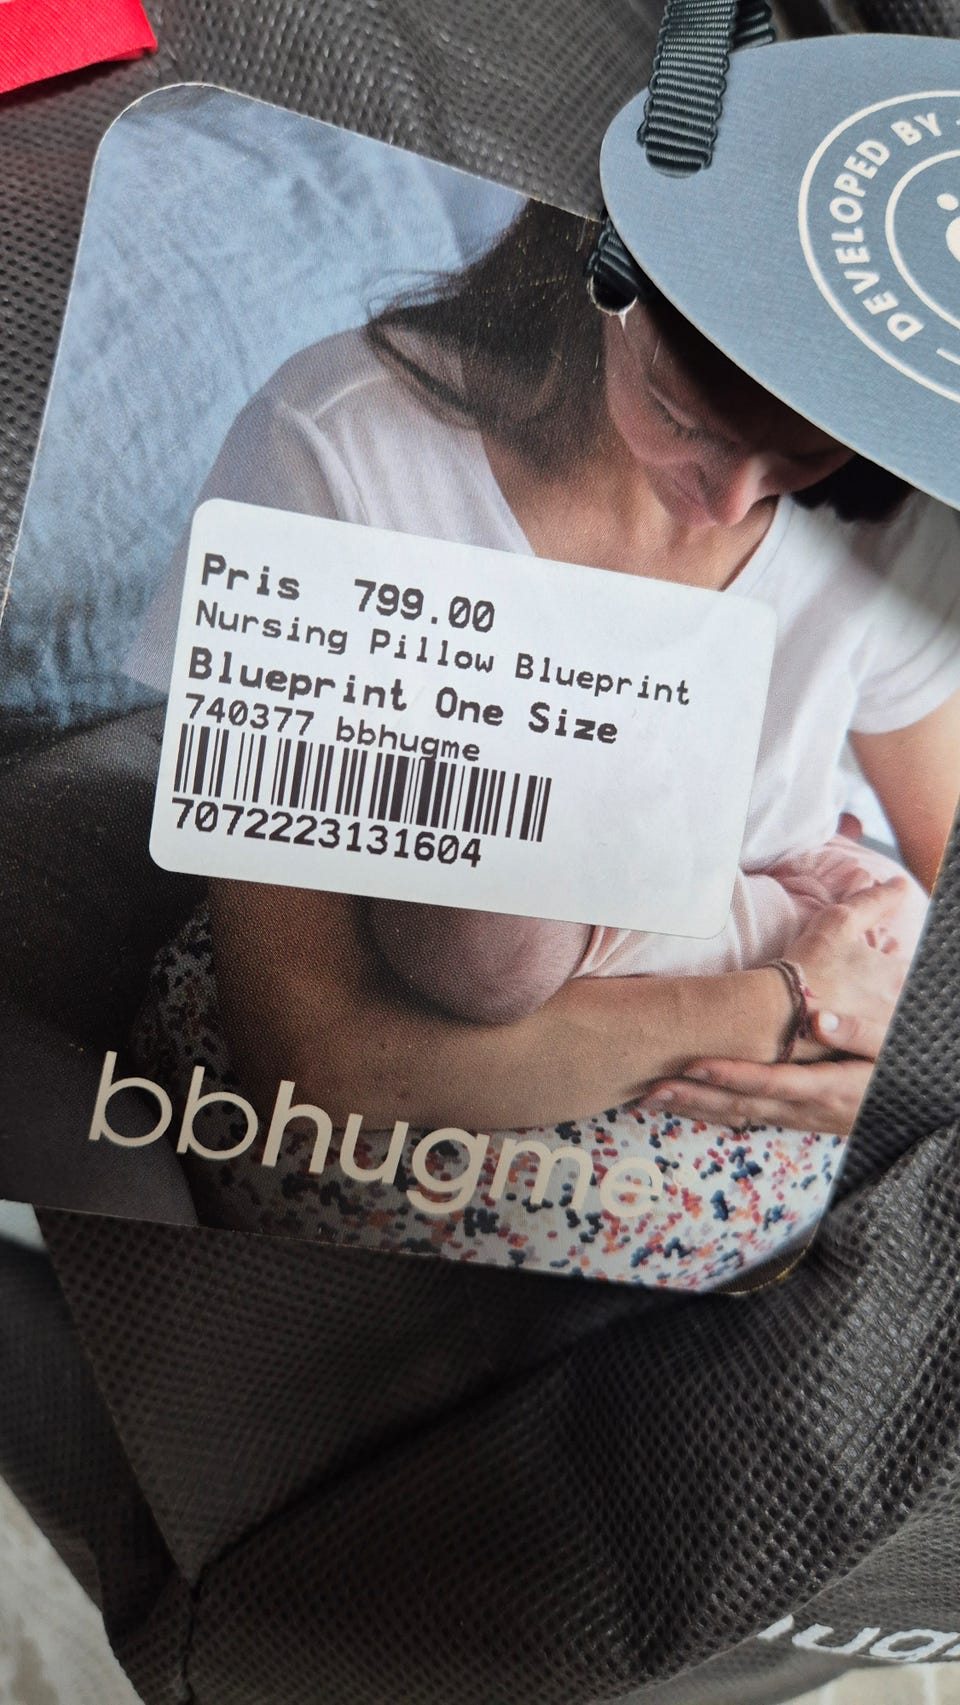 DEVELOPED BY
Pris 799.00
Nursing Pillow Blueprint
Blueprint One Size
740377 bbhugme
7072223131604
bbhugme